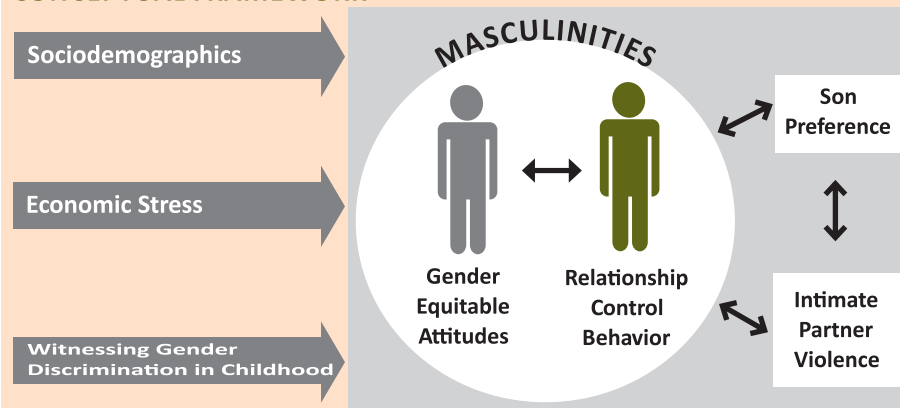 Sociodemographics
Economic Stress
Witnessing Gender
Discrimination in Childhood
MASCULINITIES
Gender
Equitable
Attitudes
Relationship
Control
Behavior
Son
Preference
Intimate
Partner
Violence